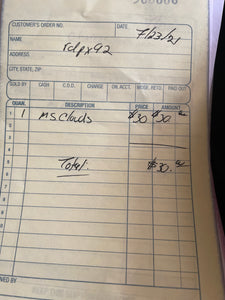 CUSTOMER'S ORDER NO. DATE 7/23/21
NAME
ADDRESS
CITY, STATE, ZIP
SOLD BY CASH C.O.D. CHARGE ON. ACCT. MDSE. RETD. PAID OUT
QUAN. DESCRIPTION PRICE AMOUNT
1 1 MS Clouds $30 $30. 00
2
3
4
5 Total: $30. 00
6
7
8
9
10
11
12